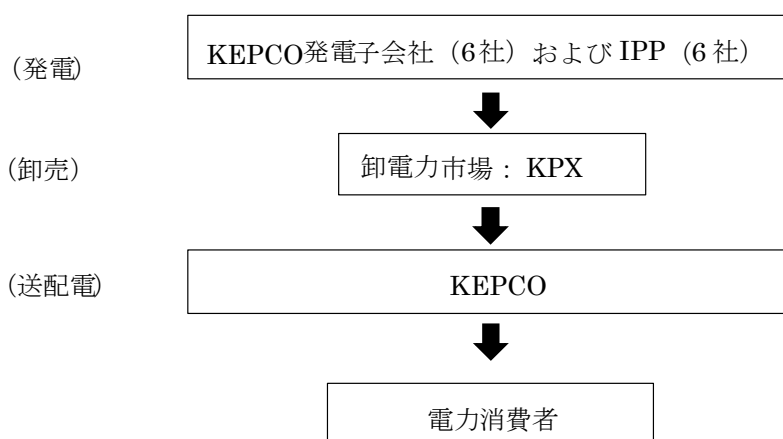 (発電)
KEPCO発電子会社（6社）および IPP（6 社）
(卸売)
卸電力市場： KPX
(送配電)
KEPCO
電力消費者